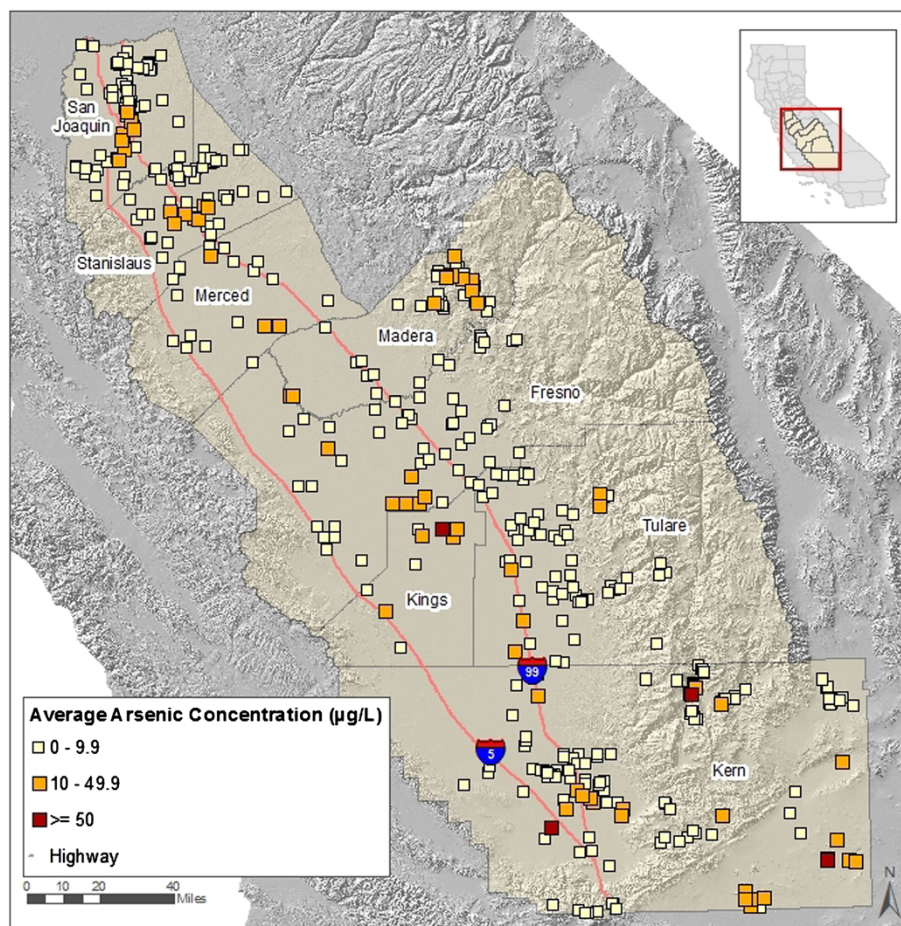 San
Joaquin
Stanislaus
Merced
Madera
Fresno
Tulare
Kings
99
5
Kern
Average Arsenic Concentration (µg/L)
0 - 9.9
10 - 49.9
>= 50
Highway
0 10 20 40
Miles
N